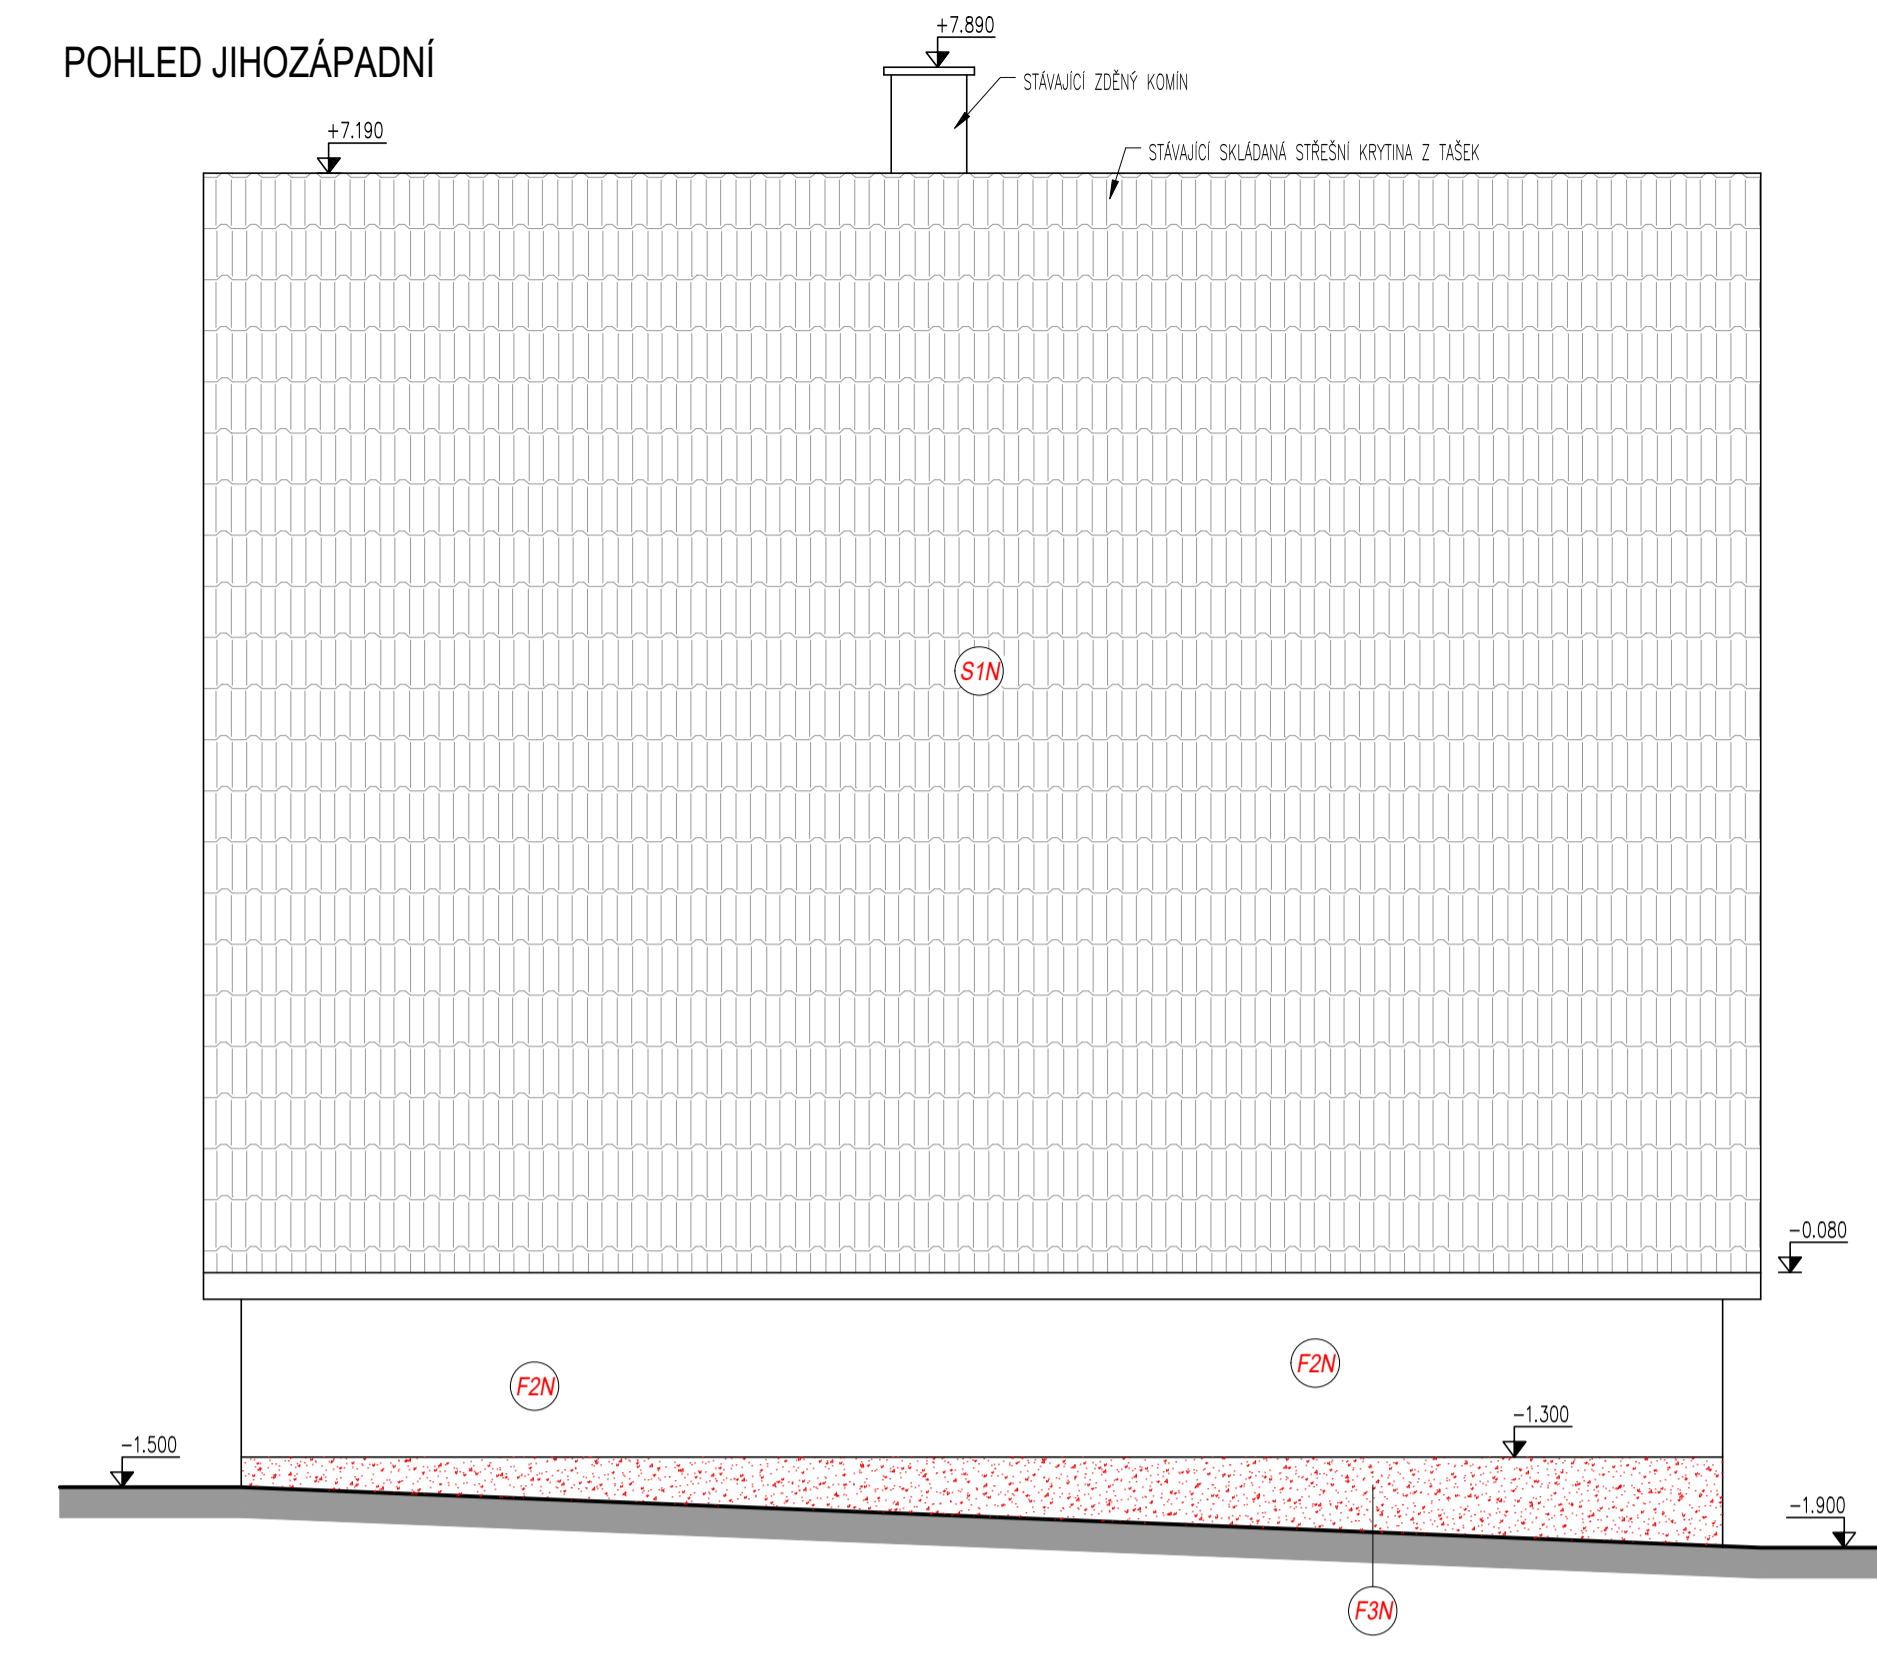 +7.890
POHLED JIHOZÁPADNÍ
STÁVAJÍCÍ ZDĚNÝ KOMÍN
+7.190
STÁVAJÍCÍ SKLÁDANÁ STŘEŠNÍ KRYTINA Z TAŠEK
S1N
-0.080
F2N
F2N
-1.300
-1.500
-1.900
F3N